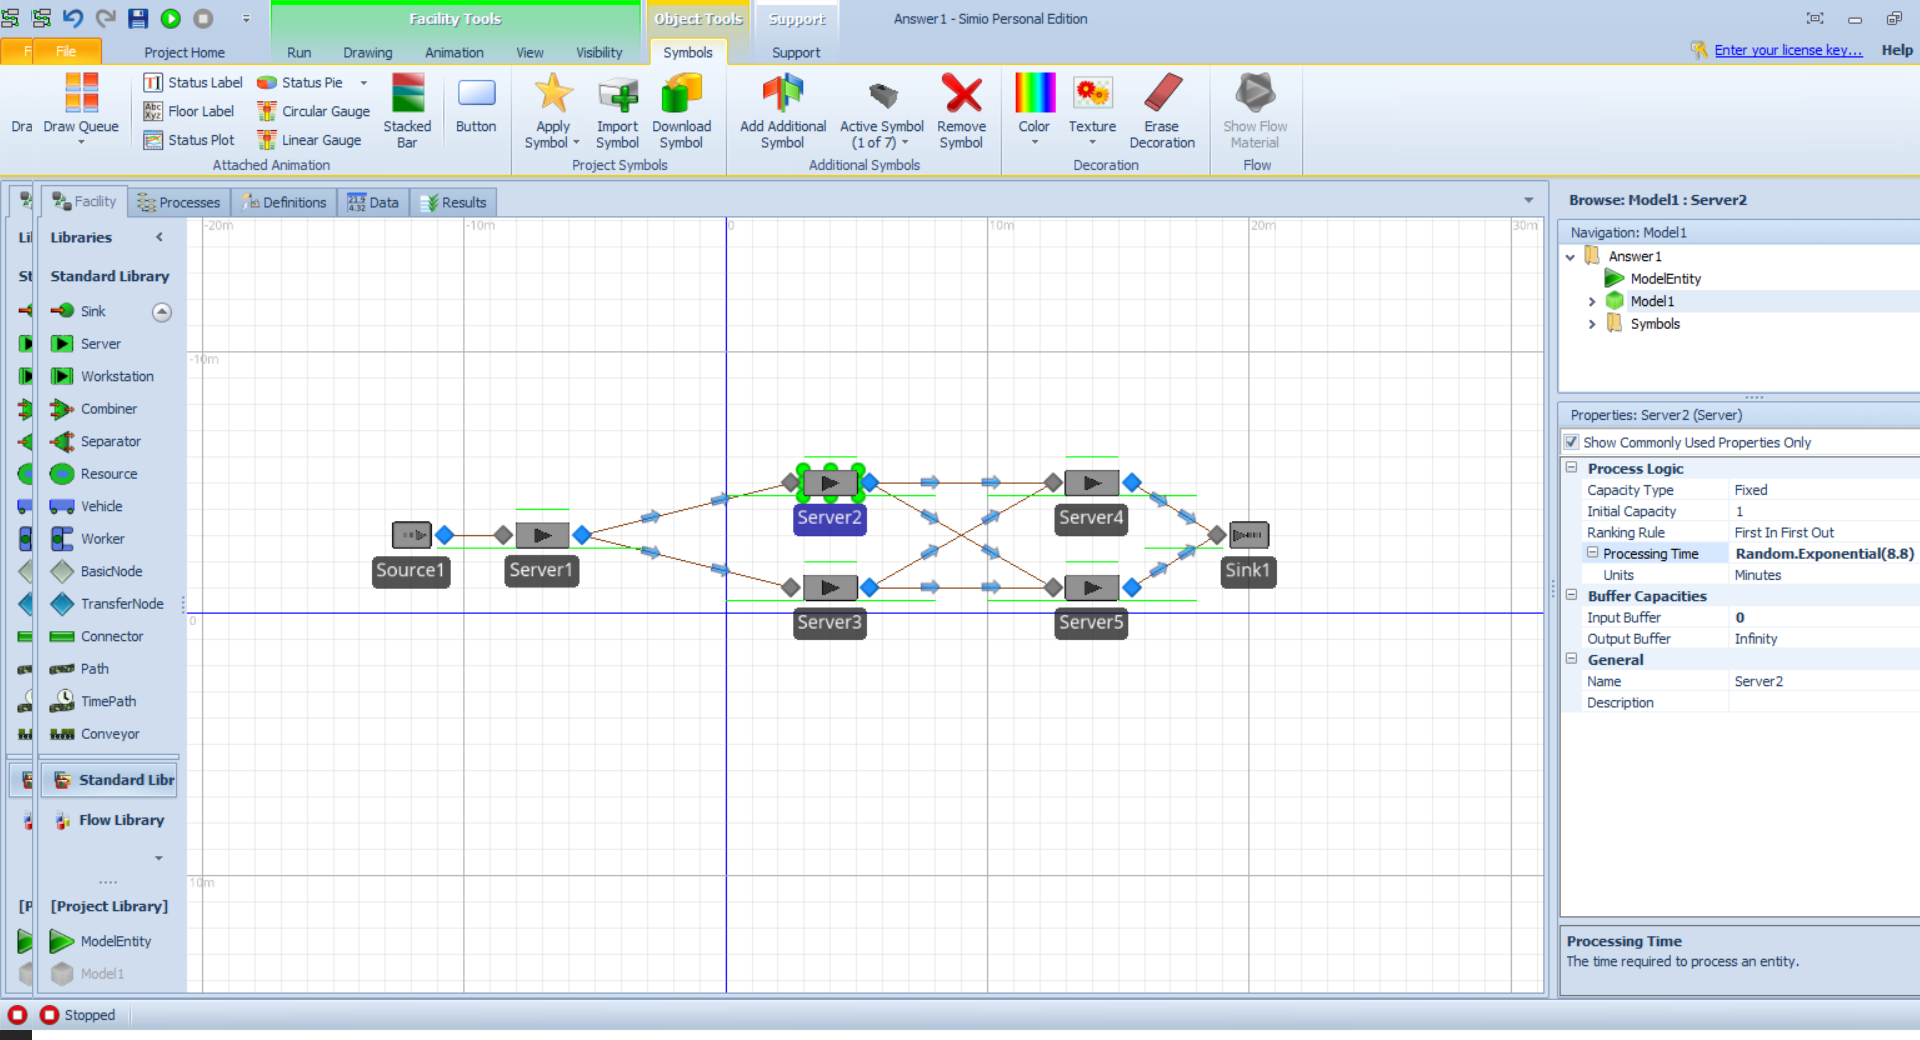 Facility Tools
Object Tools
Support
Answer1 - Simio Personal Edition
F
File
Project Home
Run
Drawing
Animation
View
Visibility
Symbols
Support
Enter your license key...
Help
Dra
Draw Queue
Status Label
Floor Label
Status Plot
Status Pie
Circular Gauge
Linear Gauge
Stacked
Bar
Button
Attached Animation
Apply
Symbol
Import
Symbol
Download
Symbol
Project Symbols
Add Additional
Symbol
Active Symbol
(1 of 7)
Remove
Symbol
Additional Symbols
Color
Texture
Erase
Decoration
Decoration
Show Flow
Material
Flow
Facility
Processes
Definitions
21.9
4.32
Data
Results
Li
Libraries
St
Standard Library
Sink
Server
Workstation
Combiner
Separator
Resource
Vehicle
Worker
BasicNode
TransferNode
Connector
Path
TimePath
Conveyor
Standard Libr
Flow Library
[P
[Project Library]
ModelEntity
Model1
-20m
-10m
0
10m
20m
30m
-10m
0
10m
Source1
Server1
Server2
Server3
Server4
Server5
Sink1
Browse: Model1 : Server2
Navigation: Model1
Answer1
ModelEntity
Model1
Symbols
Properties: Server2 (Server)
Show Commonly Used Properties Only
Process Logic
Capacity Type Fixed
Initial Capacity 1
Ranking Rule First In First Out
Processing Time Random.Exponential(8.8)
Units Minutes
Buffer Capacities
Input Buffer 0
Output Buffer Infinity
General
Name Server2
Description
Processing Time
The time required to process an entity.
Stopped